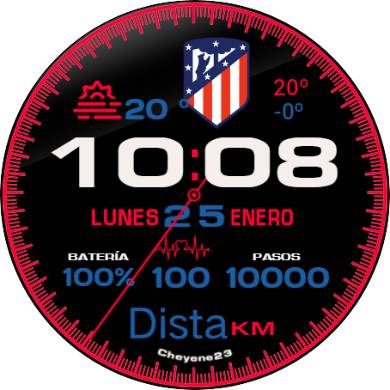 20° 20°
-0°
10:08
LUNES 25 ENERO
BATERÍA PASOS
100% 100 10000
Dista KM
Cheyene23